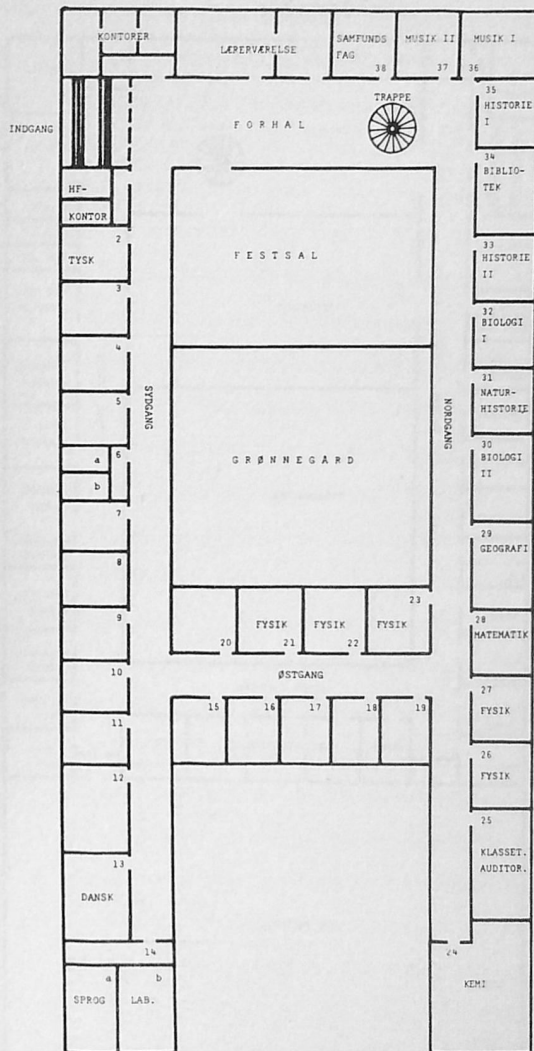 KONTORER
LÆRERVÆRELSE
SAMFUNDS
FAG
38
MUSIK II
37
MUSIK I
36
INDGANG
FORHAL
TRAPPE
35
HISTORIE
I
34
BIBLIO-
TEK
HF-
KONTOR
2
TYSK
FESTSAL
33
HISTORIE
II
3
32
BIOLOGI
I
4
SYDGANG
NORDGANG
31
NATUR-
HISTORIE
5
GRØNNEGÅRD
30
BIOLOGI
II
a
6
b
7
29
GEOGRAFI
8
9
20
FYSIK
21
FYSIK
22
23
FYSIK
28
MATEMATIK
ØSTGANG
10
15
16
17
18
19
27
FYSIK
11
26
FYSIK
12
25
KLASSET.
AUDITOR.
13
DANSK
14
24
a
SPROG
b
LAB.
KEMI